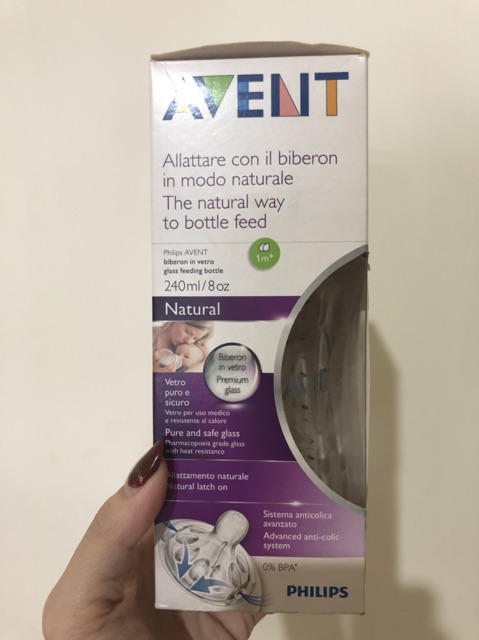 AVENT
Allattare con il biberon
in modo naturale
The natural way
to bottle feed
Philips AVENT
biberon in vetro
glass feeding bottle
240ml/8oz
1m+
Natural
Biberon
in vetro
Premium
glass
Vetro
puro e
sicuro
Vetro per uso medico
e resistente al calore
Pure and safe glass
Pharmacopoeia grade glass
with heat resistance
Allattamento naturale
Natural latch on
Sistema anticolica
avanzato
Advanced anti-colic
system
0% BPA*
PHILIPS